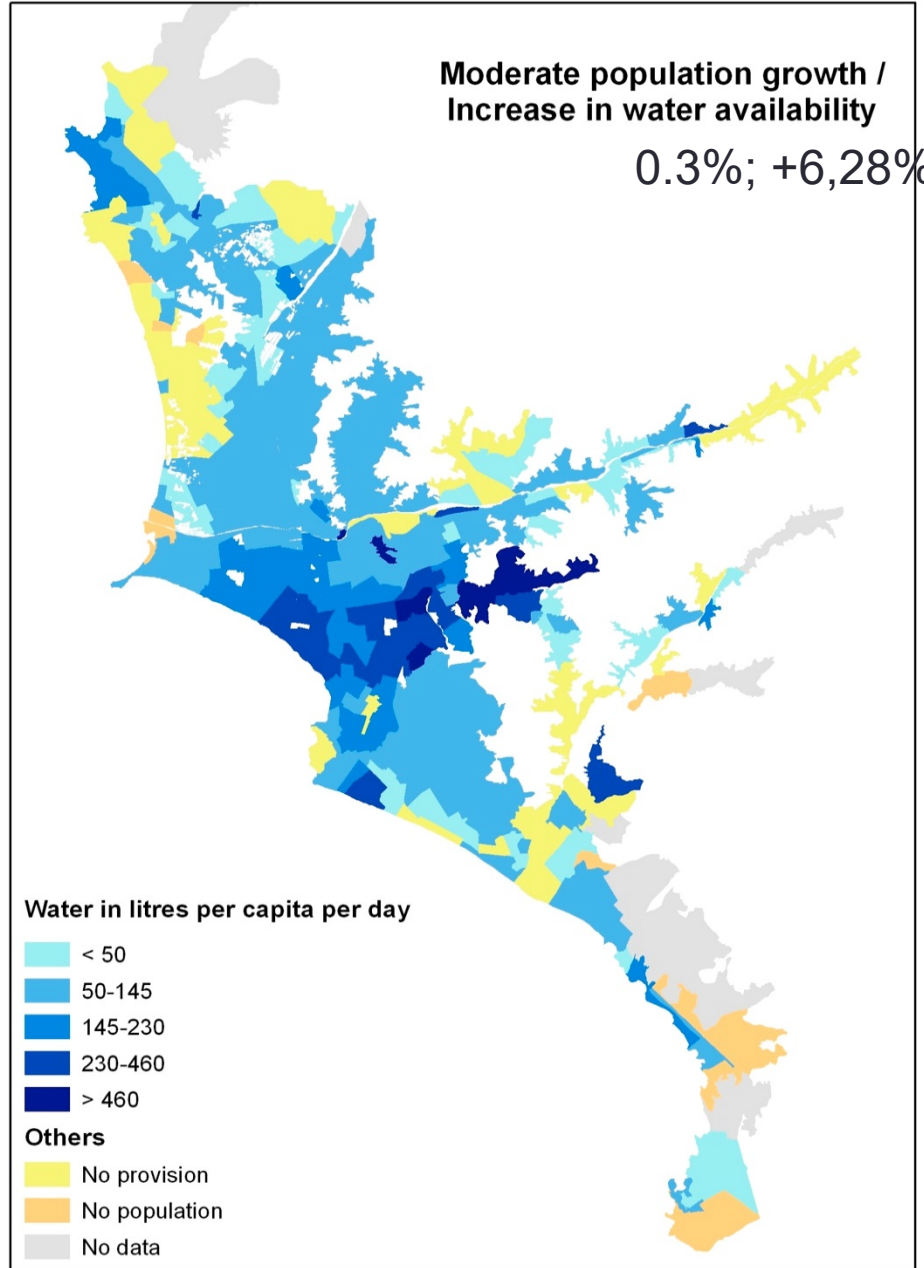 Moderate population growth /
Increase in water availability
0.3%; +6,28%
Water in litres per capita per day
< 50
50-145
145-230
230-460
> 460
Others
No provision
No population
No data